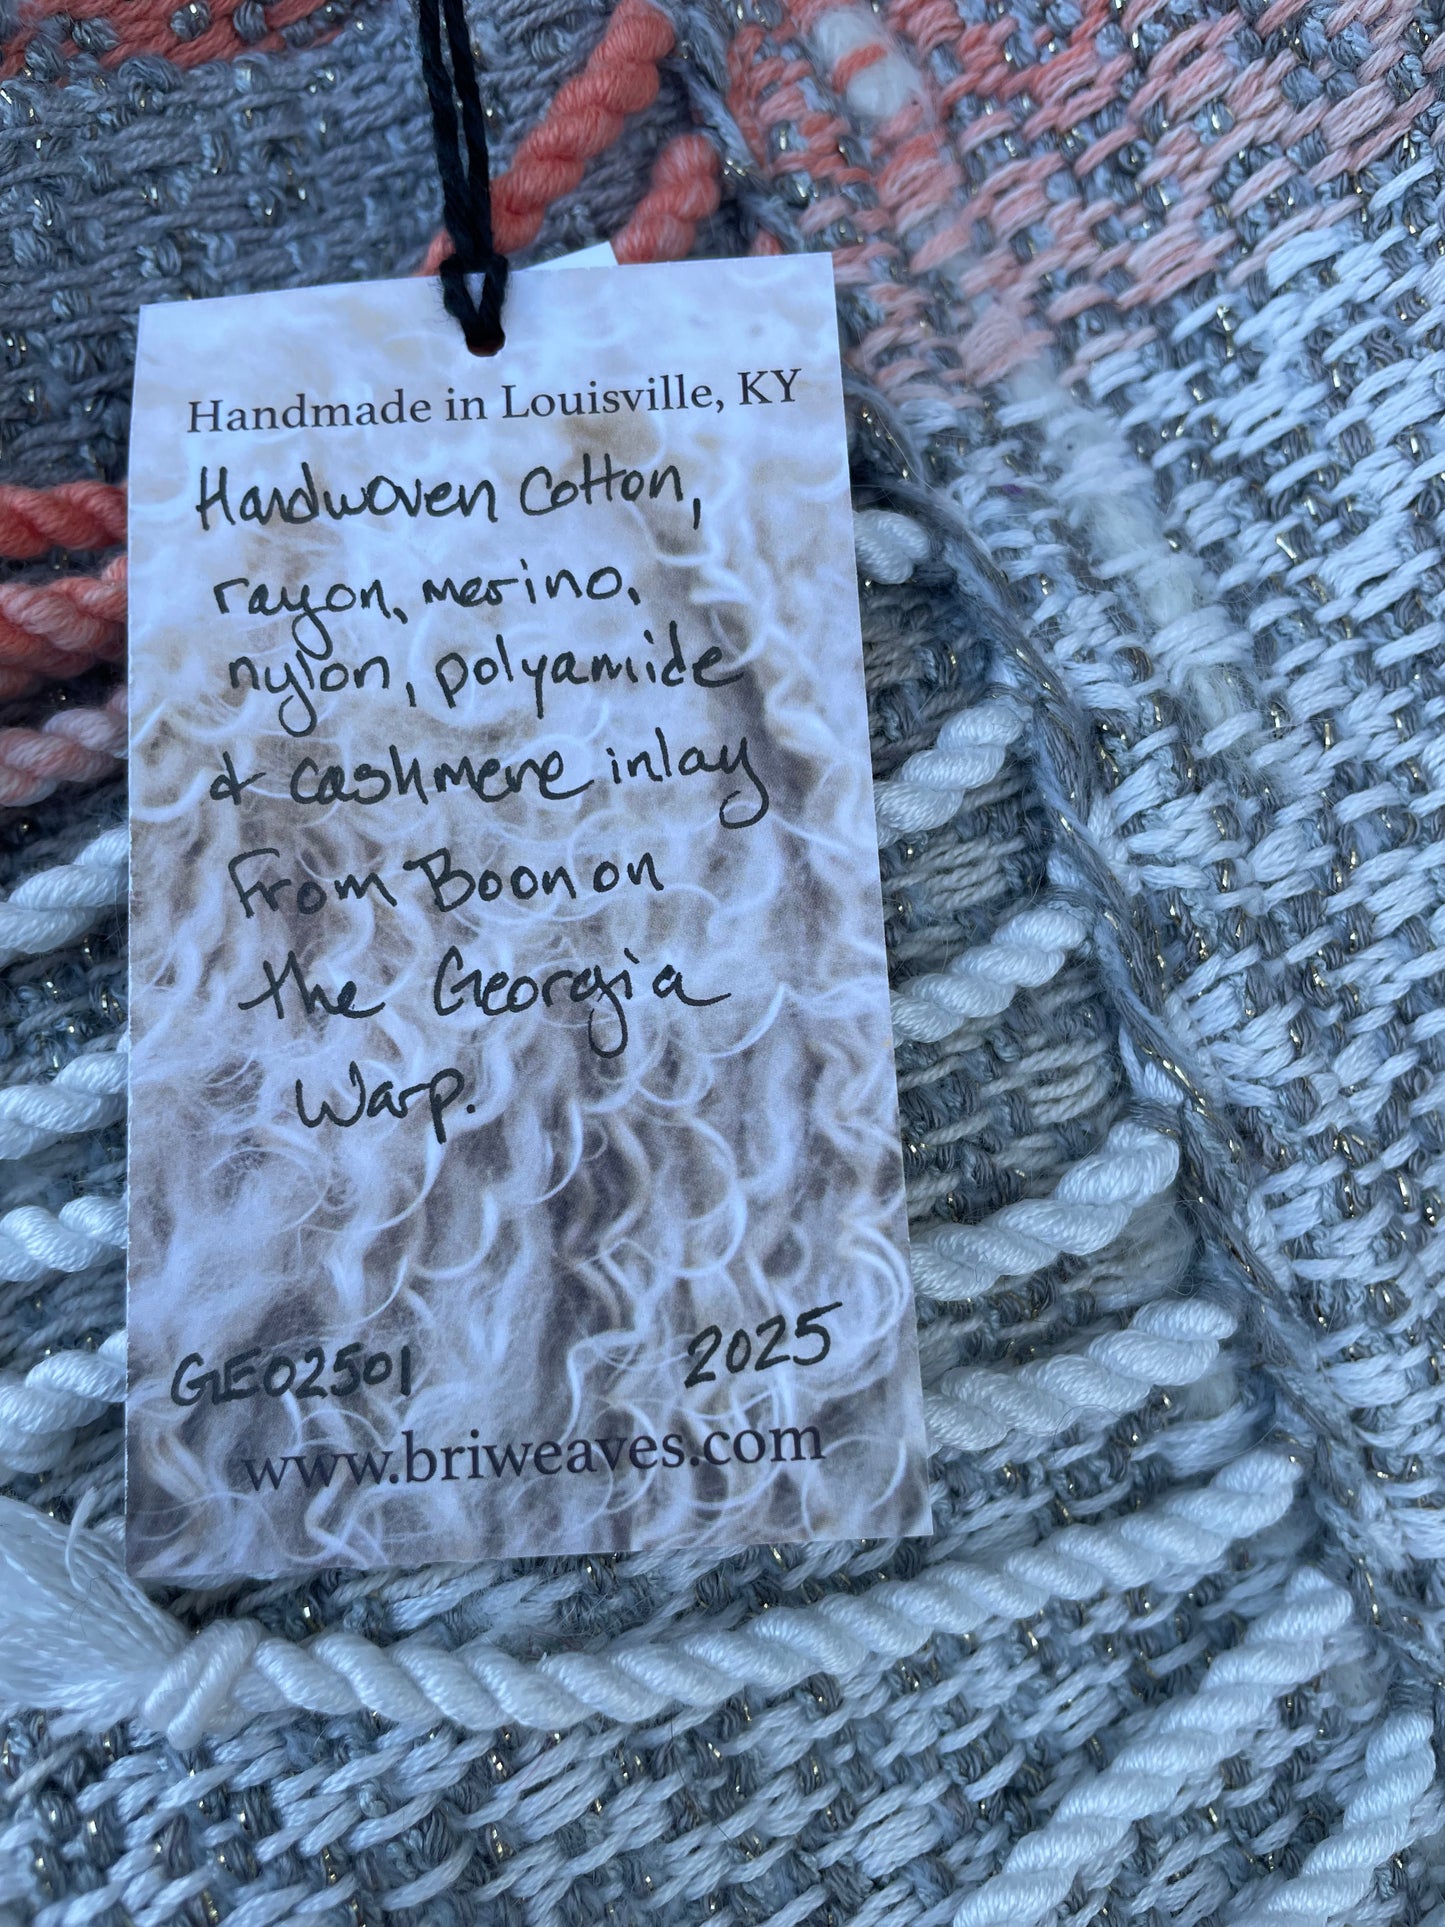 Handmade in Louisville, KY
Handwoven Cotton,
rayon, merino,
nylon, polyamide
& cashmere inlay
From Boon on
the Georgia
Warp.
GE02501 2025
www.briweaves.com